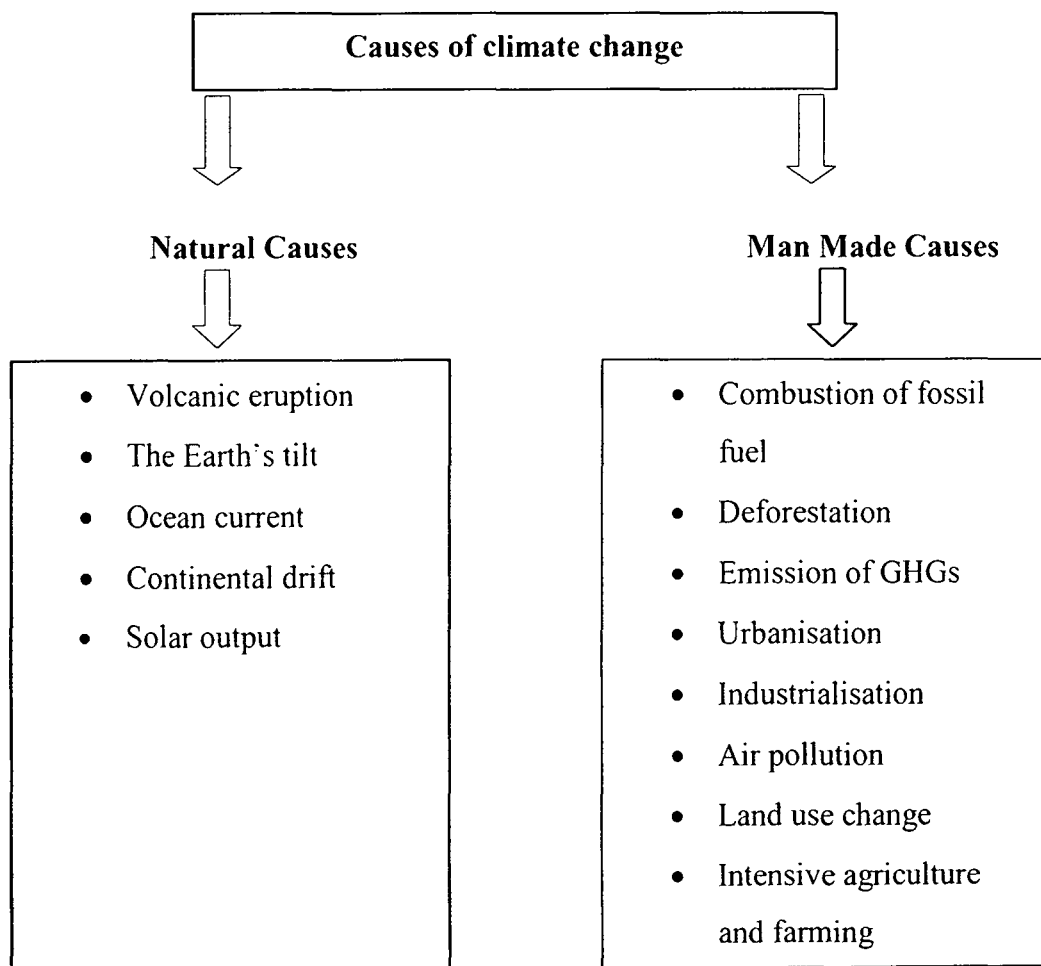 Causes of climate change
Natural Causes
Man Made Causes
• Volcanic eruption
• The Earth's tilt
• Ocean current
• Continental drift
• Solar output
• Combustion of fossil
fuel
• Deforestation
• Emission of GHGs
• Urbanisation
• Industrialisation
• Air pollution
• Land use change
• Intensive agriculture
and farming